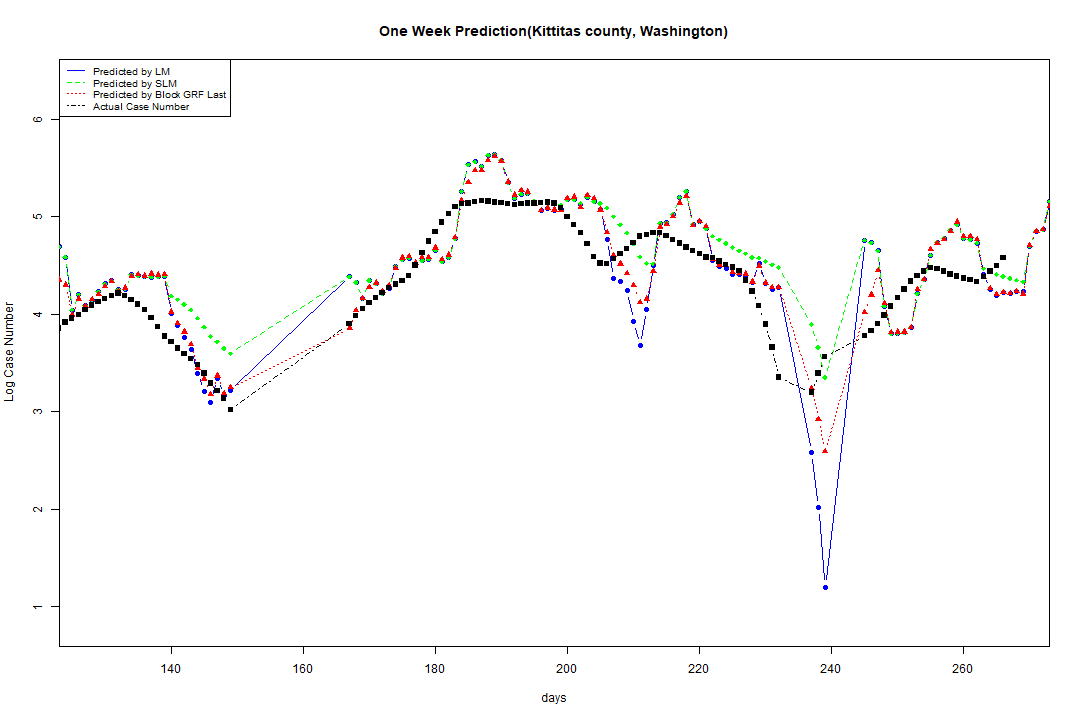 One Week Prediction(Kittitas county, Washington)
Predicted by LM
Predicted by SLM
Predicted by Block GRF Last
Actual Case Number
Log Case Number
6
5
4
3
2
1
140 160 180 200 220 240 260
days